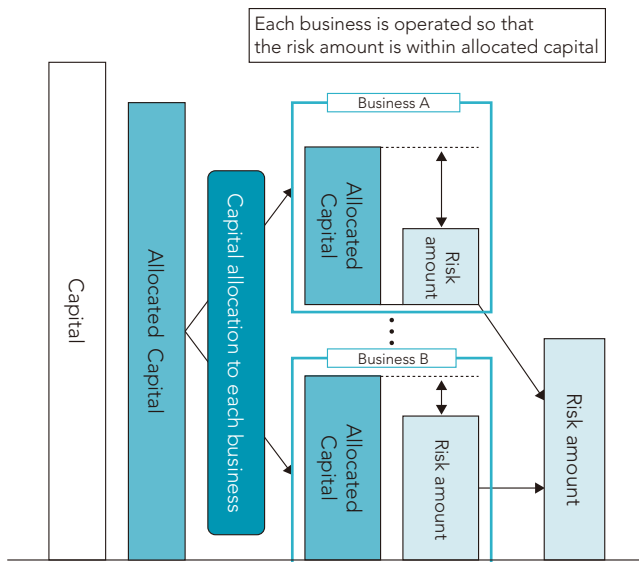 Each business is operated so that
the risk amount is within allocated capital
Capital
Allocated Capital
Capital allocation to each business
Business A
Allocated
Capital
Risk
amount
Business B
Allocated
Capital
Risk amount
Risk amount